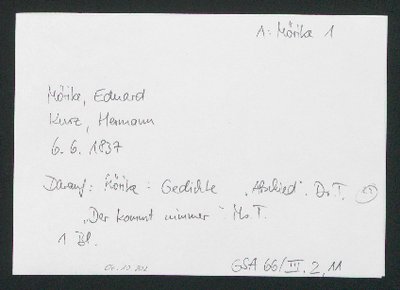 A: Mörike 1
Mörike, Eduard
Kurz, Hermann
6. 6. 1837
Darauf: Mörike: Gedichte „Abschied“. Dr. T.
„Der kommt nimmer“. Hs. T.
1 Bl.
GSA 66/III. 2, 11